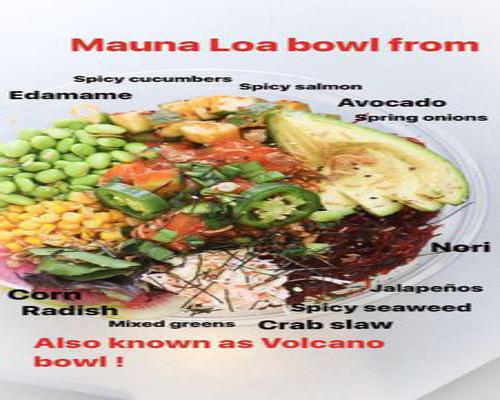 Mauna Loa bowl from
Spicy cucumbers
Spicy salmon
Edamame
Avocado
Spring onions
Nori
Jalapeños
Corn
Spicy seaweed
Radish
Mixed greens
Crab slaw
Also known as Volcano
bowl !